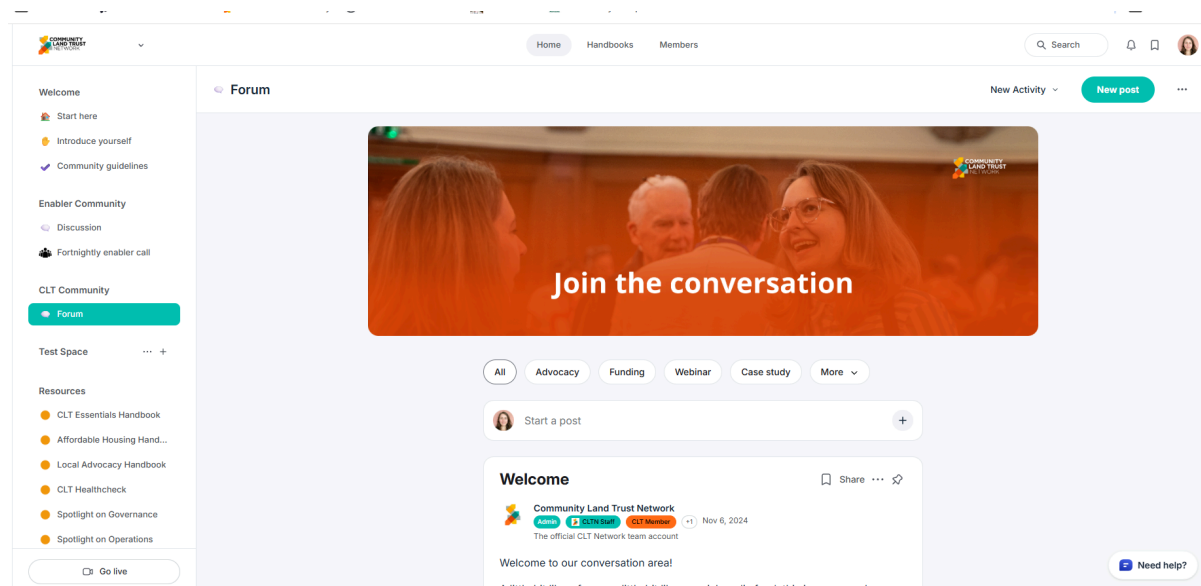 COMMUNITY
LAND TRUST
NETWORK
Home
Handbooks
Members
Search
Welcome
Start here
Introduce yourself
Community guidelines
Enabler Community
Discussion
Fortnightly enabler call
CLT Community
Forum
Test Space
Resources
CLT Essentials Handbook
Affordable Housing Hand...
Local Advocacy Handbook
CLT Healthcheck
Spotlight on Governance
Spotlight on Operations
Go live
Forum
New Activity
New post
COMMUNITY
LAND TRUST
NETWORK
Join the conversation
All
Advocacy
Funding
Webinar
Case study
More
Start a post
Welcome
Share
Community Land Trust Network
Admin CLTN Staff CLT Member +1 Nov 6, 2024
The official CLT Network team account
Welcome to our conversation area!
Need help?